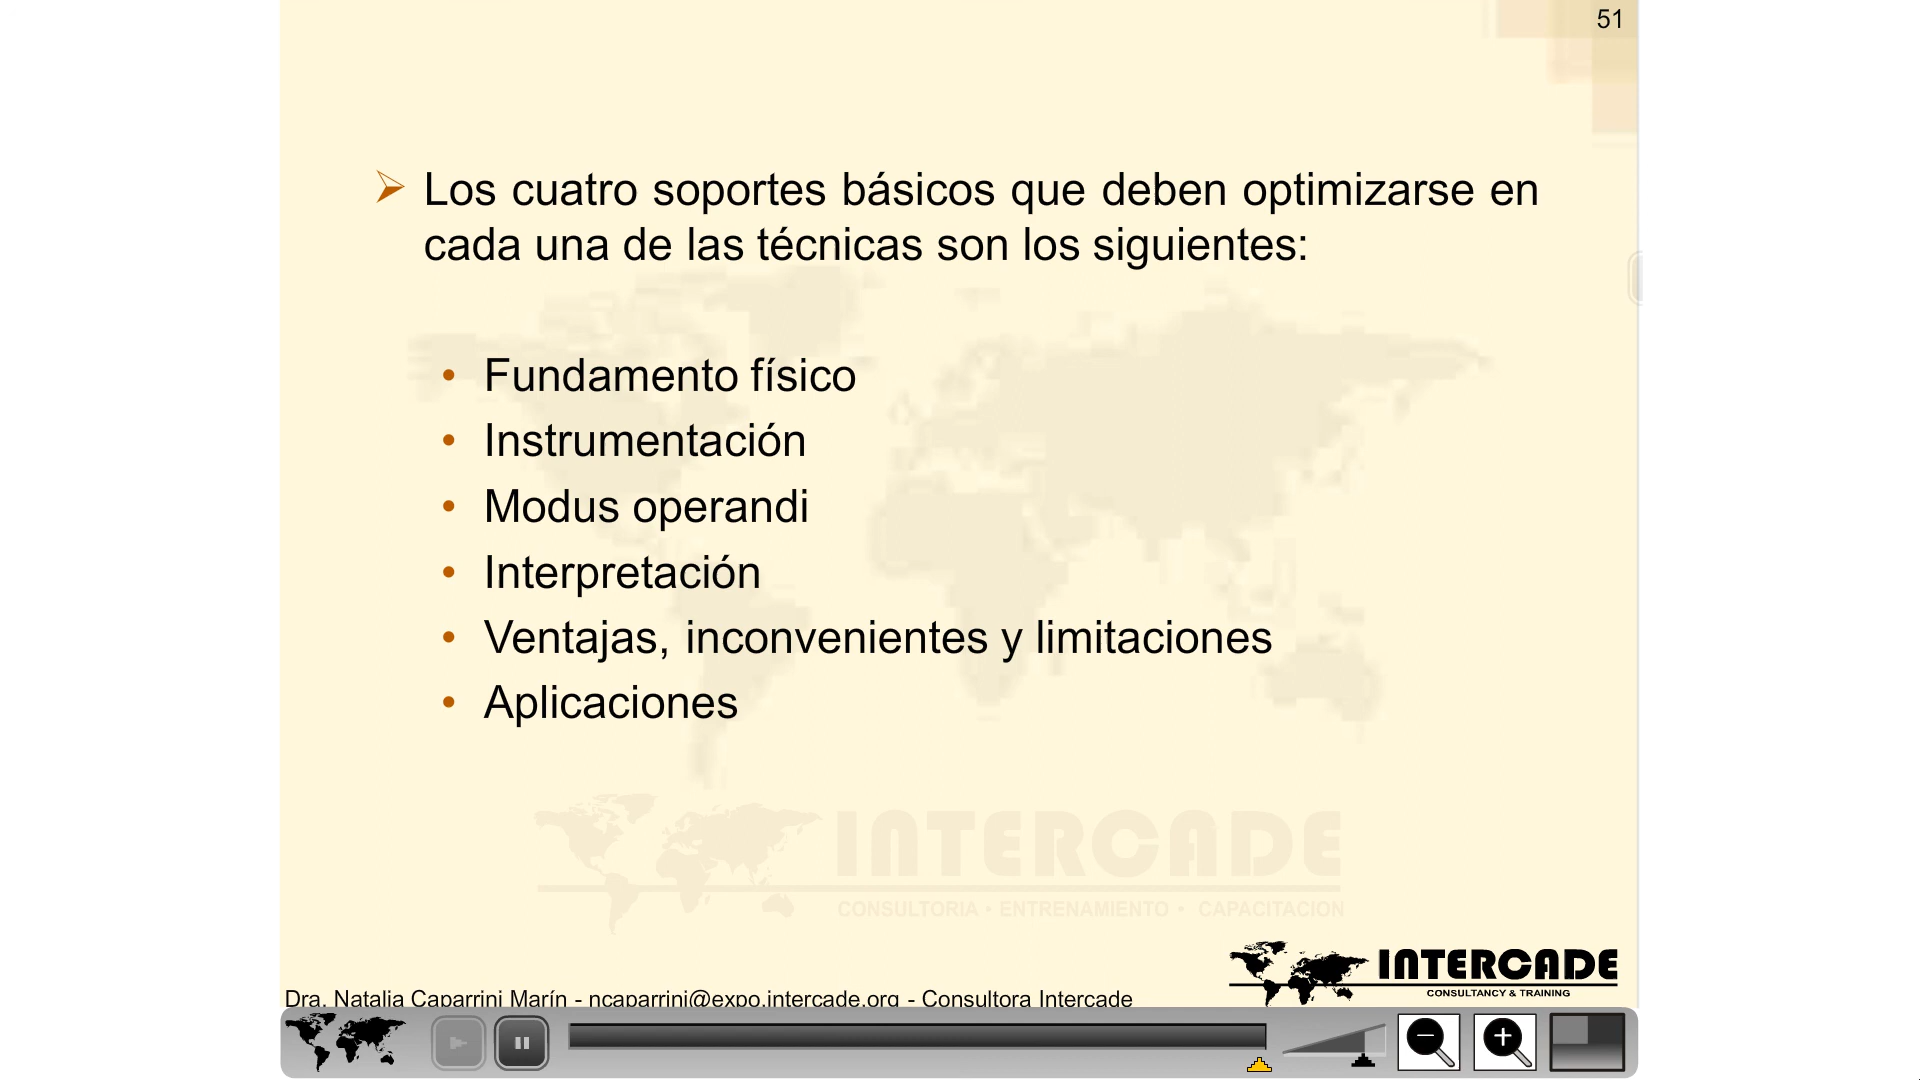 51
Los cuatro soportes básicos que deben optimizarse en
cada una de las técnicas son los siguientes:
Fundamento físico
Instrumentación
Modus operandi
Interpretación
Ventajas, inconvenientes y limitaciones
Aplicaciones
INTERCADE
CONSULTORIA • ENTRENAMIENTO • CAPACITACION
INTERCADE
CONSULTANCY & TRAINING
Dra. Natalia Caparrini Marín - ncaparrini@expo.intercade.org - Consultora Intercade